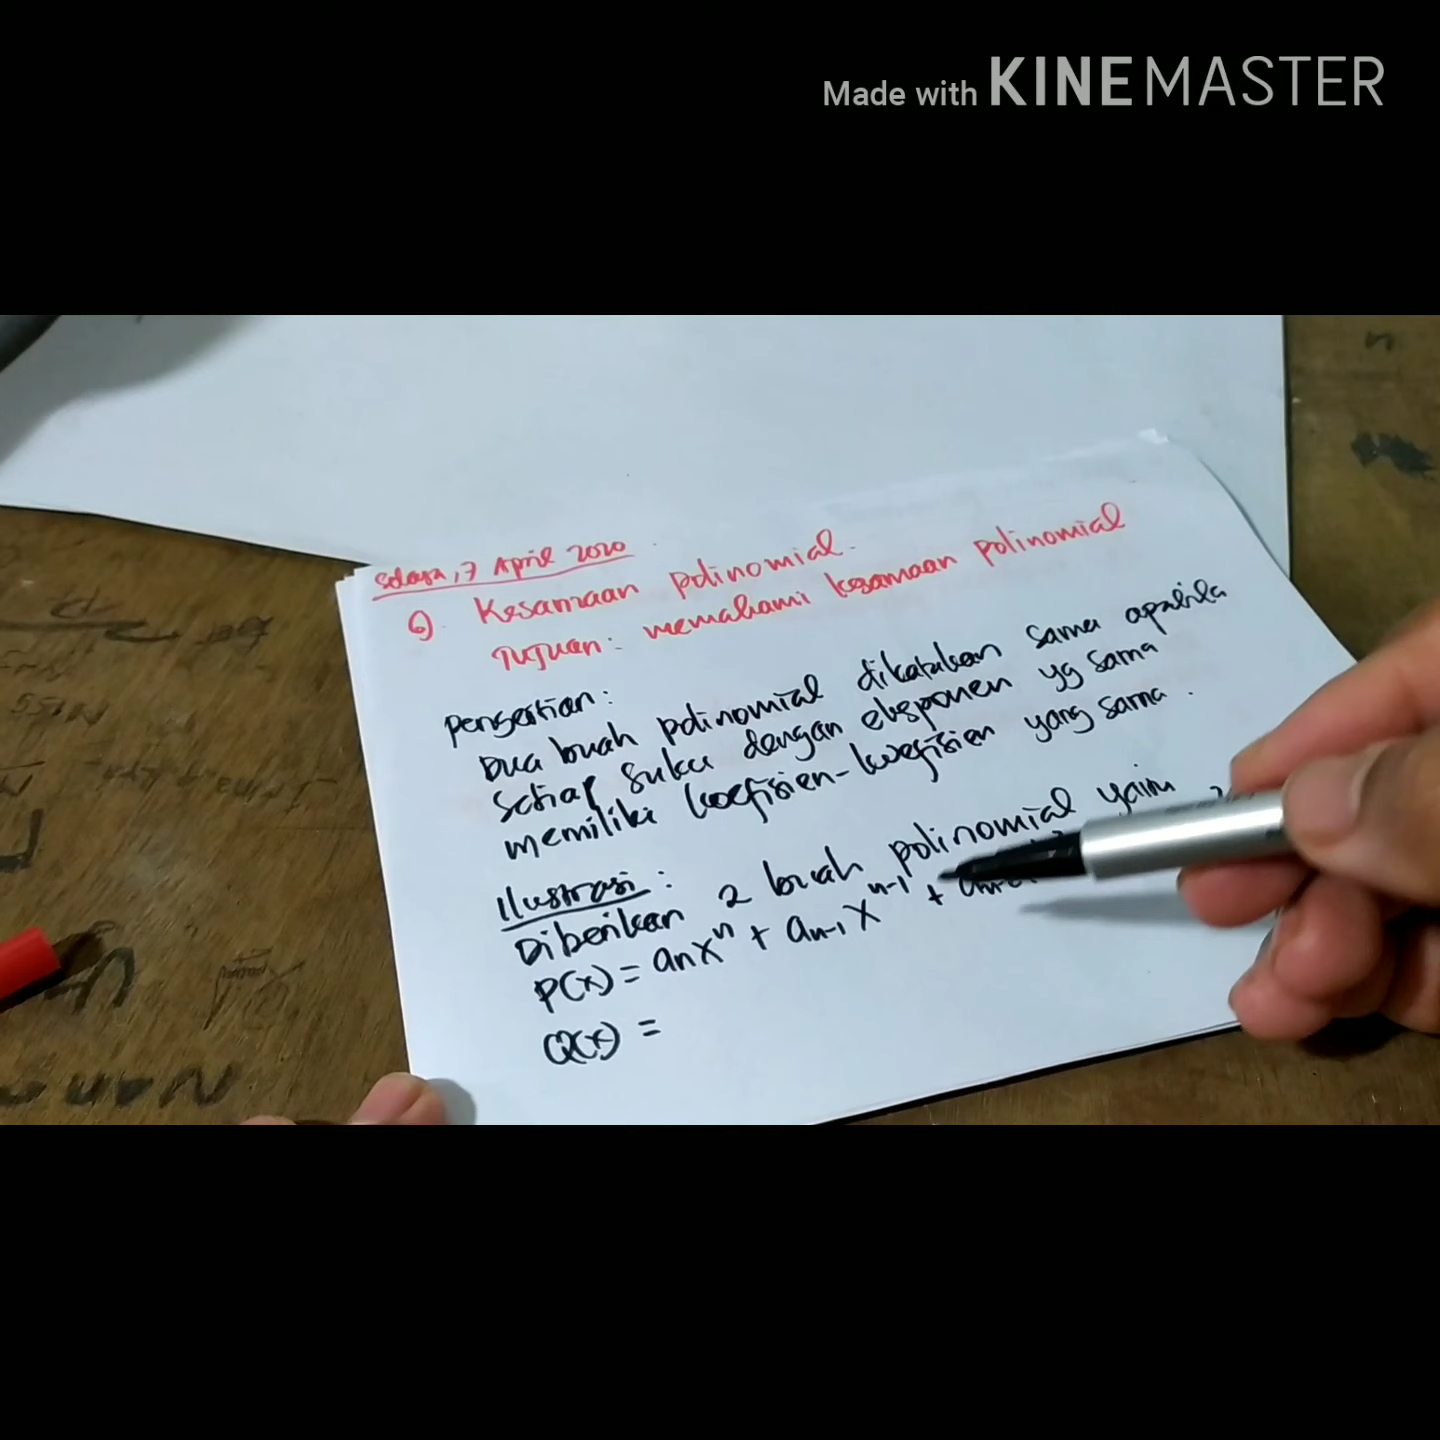 Made with KINEMASTER
Selasa, 7 April 2020
6) Kesamaan polinomial.
Tujuan: memahami kesamaan polinomial
Pengertian:
Dua buah polinomial dikatakan sama apabila
setiap suku dengan eksponen yg sama
memiliki koefisien-koefisien yang sama.
Ilustrasi:
Diberikan 2 buah polinomial yaitu
P(x) = anxⁿ + an-1 xⁿ⁻¹ +
Q(x) =